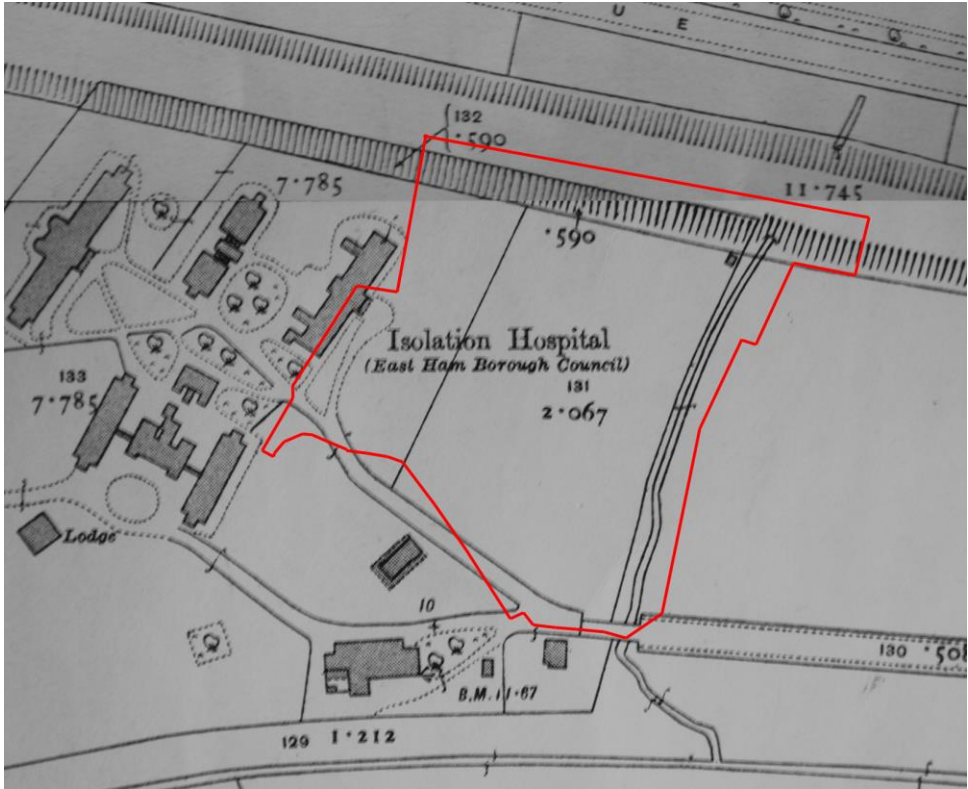 U E
132
·590
7·785
11·745
·590
Isolation Hospital
(East Ham Borough Council)
131
2·067
133
7·785
Lodge
10
130 ·508
B.M. 11·67
129 1·212